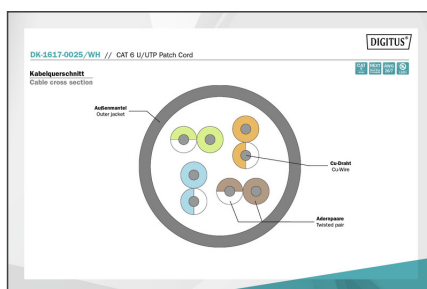 DIGITUS®
DK-1617-0025/WH // CAT 6 U/UTP Patch Cord
Kabelquerschnitt
Cable cross section
Außenmantel
Outer jacket
Cu-Draht
Cu-Wire
Adernpaare
Twisted pair